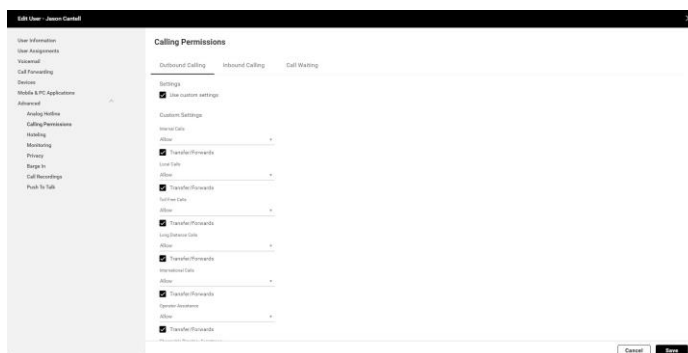 Edit User - Jason Cantell
User Information
User Assignments
Voicemail
Call Forwarding
Devices
Mobile & PC Applications
Advanced
Analog Hotline
Calling Permissions
Hoteling
Monitoring
Privacy
Barge In
Call Recordings
Push To Talk
Calling Permissions
Outbound Calling Inbound Calling Call Waiting
Settings
Use custom settings
Custom Settings
Internal Calls
Allow
Transfer/Forwards
Local Calls
Allow
Transfer/Forwards
Toll Free Calls
Allow
Transfer/Forwards
Long Distance Calls
Allow
Transfer/Forwards
International Calls
Allow
Transfer/Forwards
Operator Assistance
Allow
Transfer/Forwards
Cancel Save